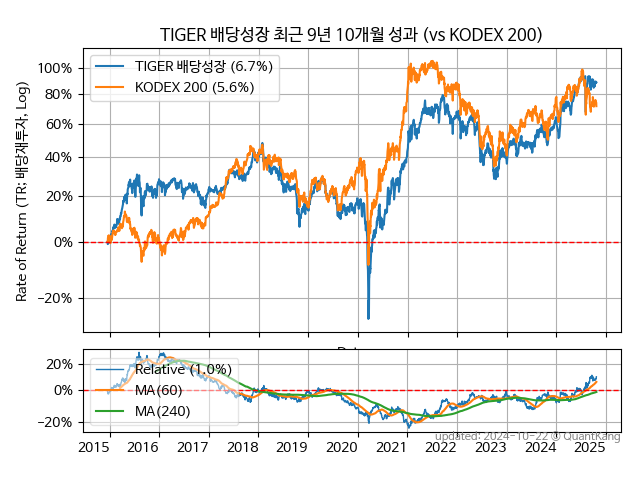 TIGER 배당성장 최근 9년 10개월 성과 (vs KODEX 200)
Rate of Return (TR: 배당재투자, Log)
100%
80%
60%
40%
20%
0%
−20%
TIGER 배당성장 (6.7%)
KODEX 200 (5.6%)
20%
0%
−20%
Relative (1.0%)
MA(60)
MA(240)
2015 2016 2017 2018 2019 2020 2021 2022 2023 2024 2025
updated: 2024-10-22 © QuantKang